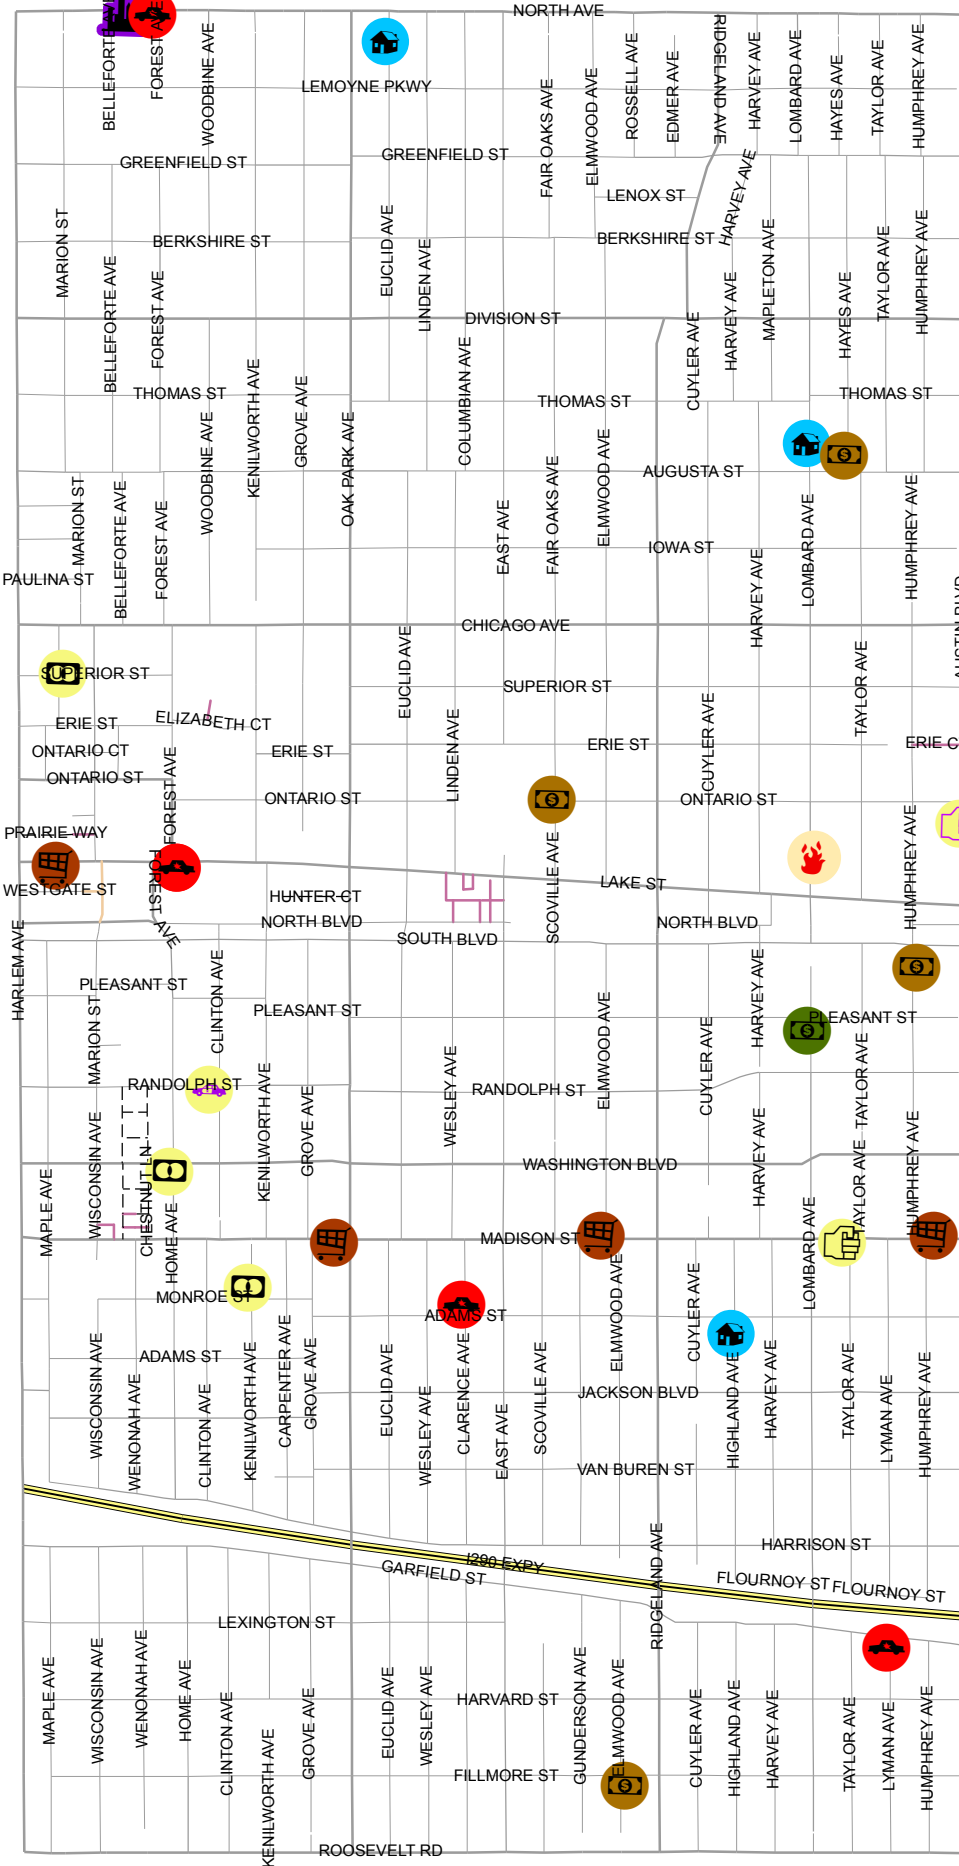 NORTH AVE
BELLEFORTE AVE
FOREST AVE
WOODBINE AVE
LEMOYNE PKWY
FAIR OAKS AVE
ELMWOOD AVE
ROSSELL AVE
EDMER AVE
RIDGELAND AVE
HARVEY AVE
LOMBARD AVE
HAYES AVE
TAYLOR AVE
HUMPHREY AVE
GREENFIELD ST
GREENFIELD ST
LENOX ST
HARVEY AVE
MARION ST
BERKSHIRE ST
EUCLID AVE
LINDEN AVE
BERKSHIRE ST
MAPLETON AVE
TAYLOR AVE
HUMPHREY AVE
BELLEFORTE AVE
FOREST AVE
DIVISION ST
CUYLER AVE
HARVEY AVE
HAYES AVE
THOMAS ST
KENILWORTH AVE
GROVE AVE
COLUMBIAN AVE
THOMAS ST
THOMAS ST
WOODBINE AVE
OAK PARK AVE
ELMWOOD AVE
AUGUSTA ST
MARION ST
BELLEFORTE AVE
FOREST AVE
EAST AVE
FAIR OAKS AVE
IOWA ST
LOMBARD AVE
HUMPHREY AVE
PAULINA ST
HARVEY AVE
AUSTIN BLVD
CHICAGO AVE
SUPERIOR ST
EUCLID AVE
SUPERIOR ST
TAYLOR AVE
ERIE ST
ELIZABETH CT
CUYLER AVE
ONTARIO CT
ERIE ST
LINDEN AVE
ERIE ST
ERIE C
ONTARIO ST
FOREST AVE
ONTARIO ST
ONTARIO ST
PRAIRIE WAY
SCOVILLE AVE
HUMPHREY AVE
WESTGATE ST
FOREST AVE
HUNTER CT
LAKE ST
NORTH BLVD
NORTH BLVD
SOUTH BLVD
HARLEM AVE
PLEASANT ST
CLINTON AVE
HARVEY AVE
MARION ST
PLEASANT ST
ELMWOOD AVE
PLEASANT ST
CUYLER AVE
TAYLOR AVE
RANDOLPH ST
KENILWORTH AVE
GROVE AVE
WESLEY AVE
RANDOLPH ST
WISCONSIN AVE
HARVEY AVE
HUMPHREY AVE
MAPLE AVE
CHESTNUT LN
HOME AVE
WASHINGTON BLVD
TAYLOR AVE
LOMBARD AVE
MADISON ST
MONROE ST
ADAMS ST
ELMWOOD AVE
CUYLER AVE
ADAMS ST
WISCONSIN AVE
WENONAH AVE
CLINTON AVE
KENILWORTH AVE
CARPENTER AVE
GROVE AVE
EUCLID AVE
WESLEY AVE
CLARENCE AVE
EAST AVE
SCOVILLE AVE
JACKSON BLVD
HIGHLAND AVE
HARVEY AVE
TAYLOR AVE
LYMAN AVE
HUMPHREY AVE
VAN BUREN ST
HARRISON ST
I290 EXPY
GARFIELD ST
RIDGELAND AVE
FLOURNOY ST
FLOURNOY ST
LEXINGTON ST
MAPLE AVE
WISCONSIN AVE
WENONAH AVE
HOME AVE
CLINTON AVE
KENILWORTH AVE
GROVE AVE
EUCLID AVE
WESLEY AVE
HARVARD ST
GUNDERSON AVE
ELMWOOD AVE
CUYLER AVE
HIGHLAND AVE
HARVEY AVE
TAYLOR AVE
LYMAN AVE
HUMPHREY AVE
FILLMORE ST
ROOSEVELT RD